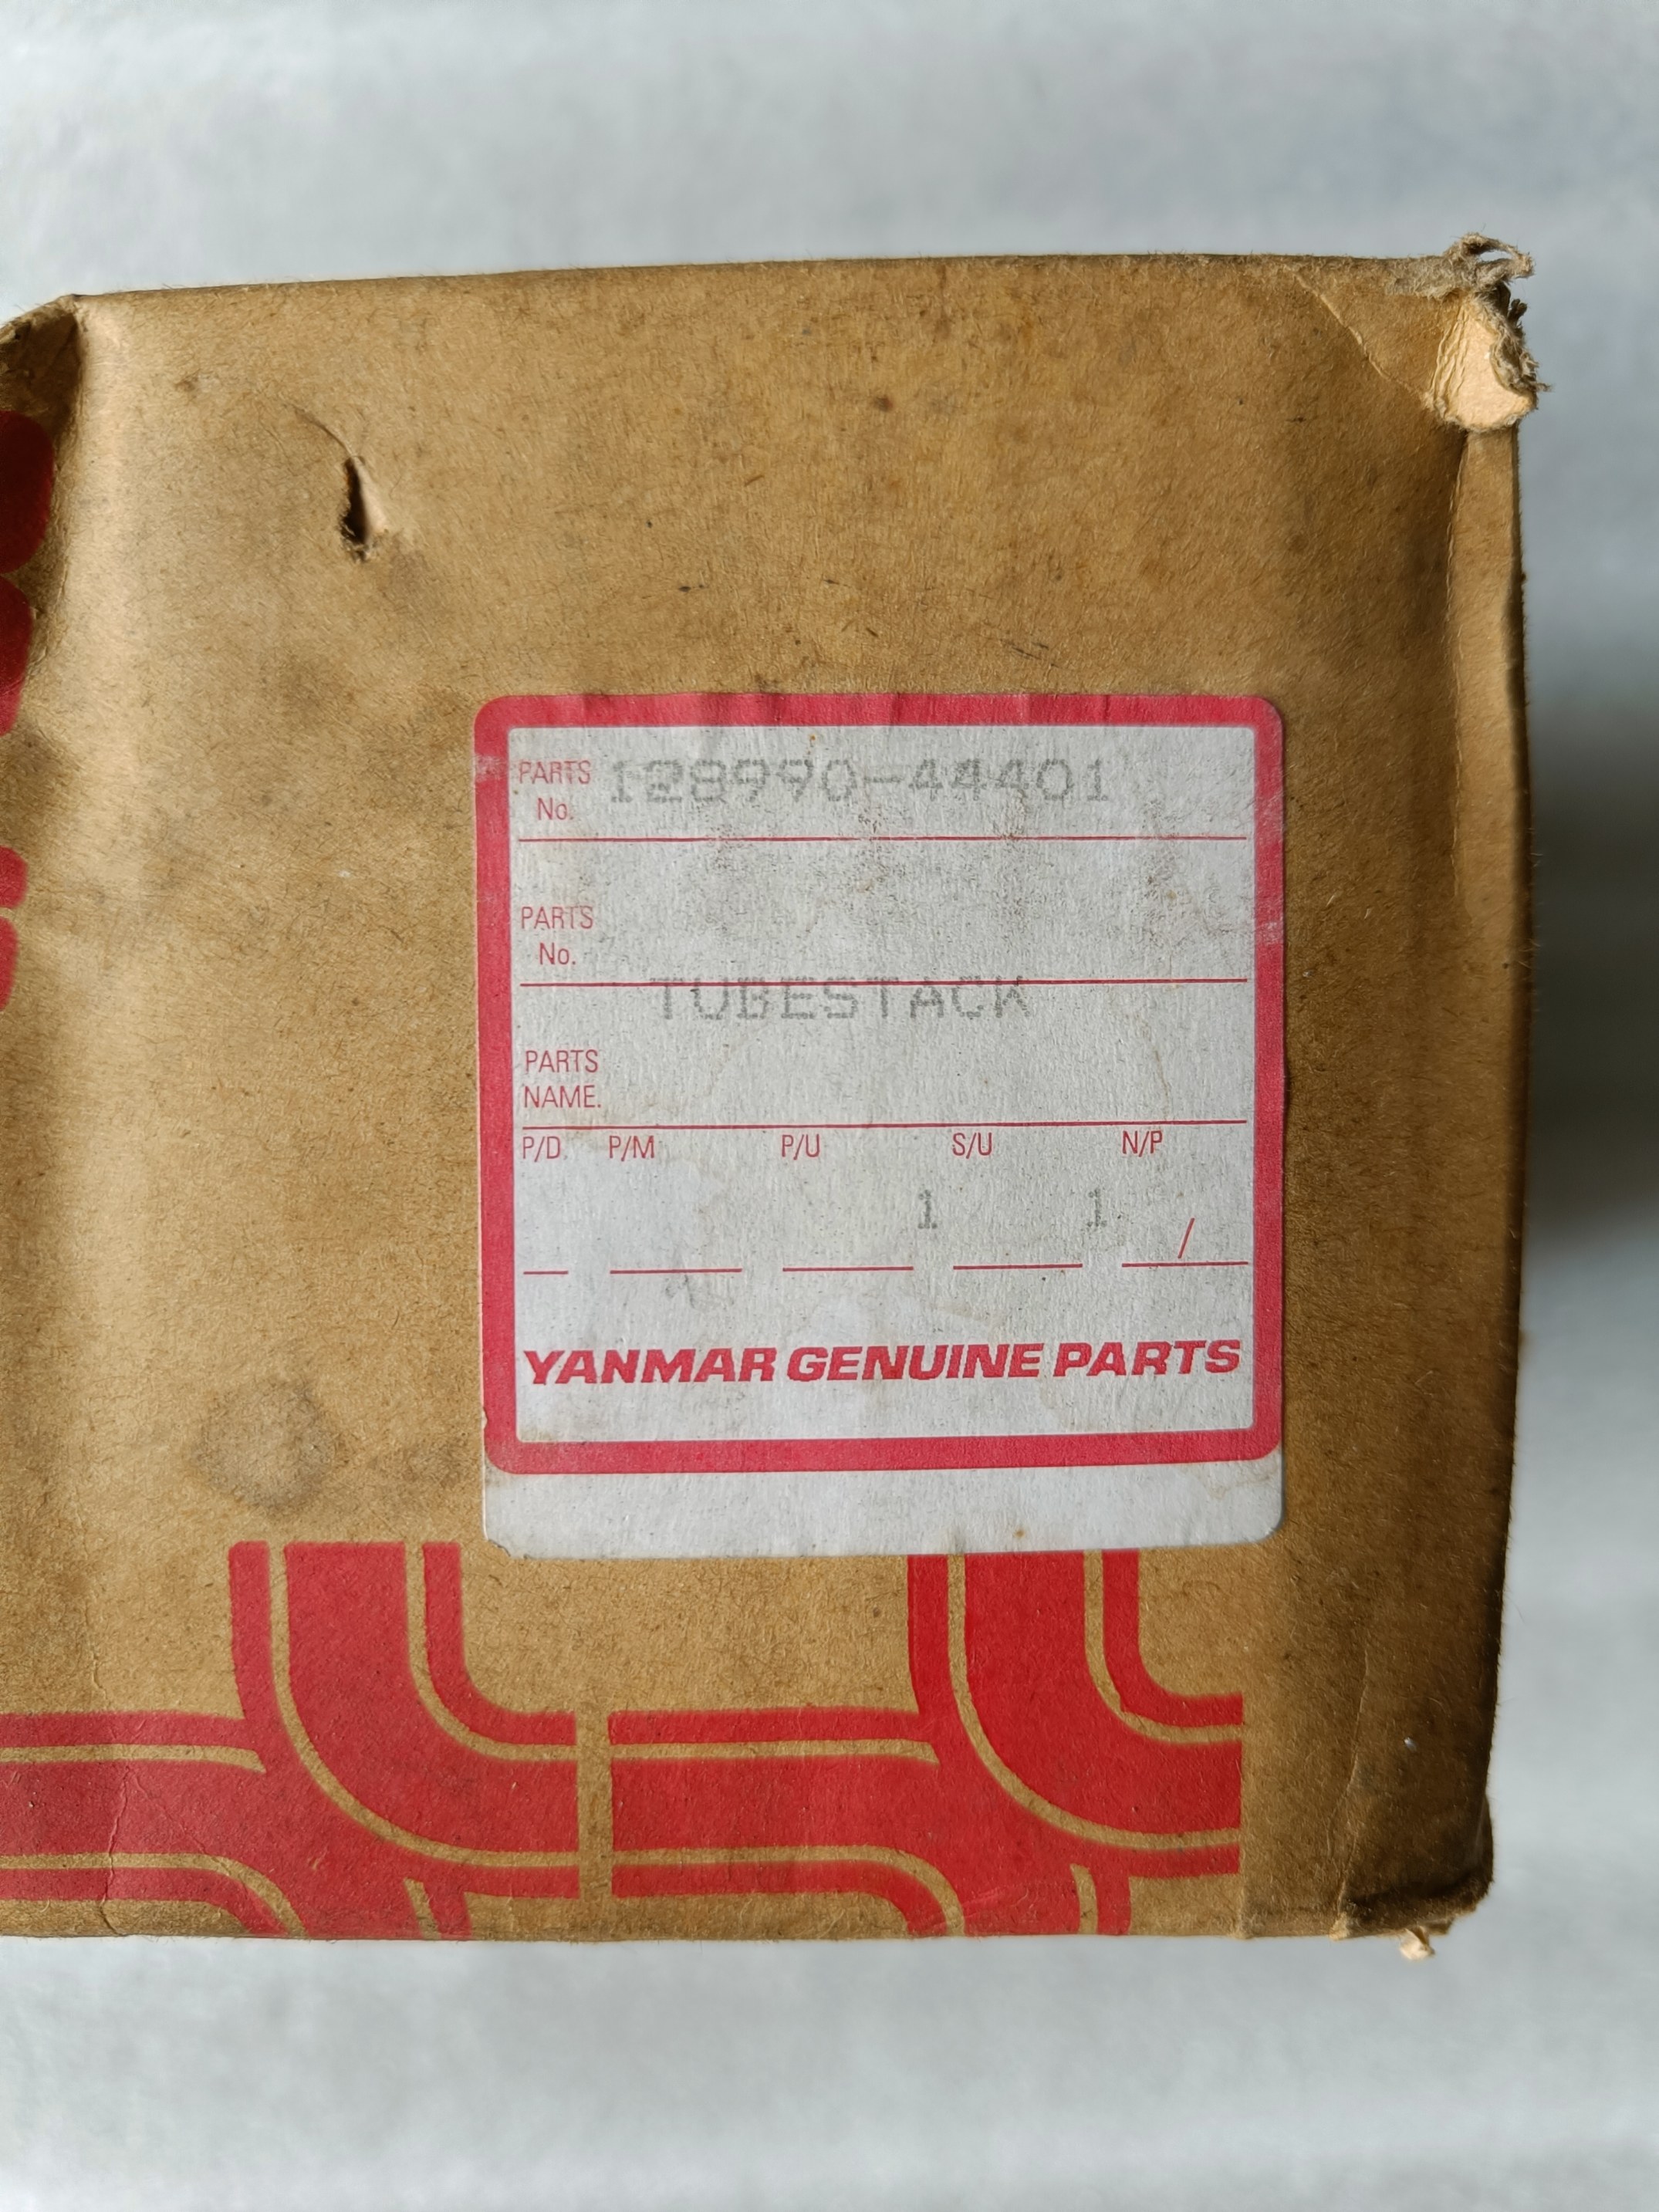 PARTS No. 128990-44401
PARTS No.
TUBESTACK
PARTS NAME.
P/D P/M P/U S/U N/P
1 1 /
YANMAR GENUINE PARTS